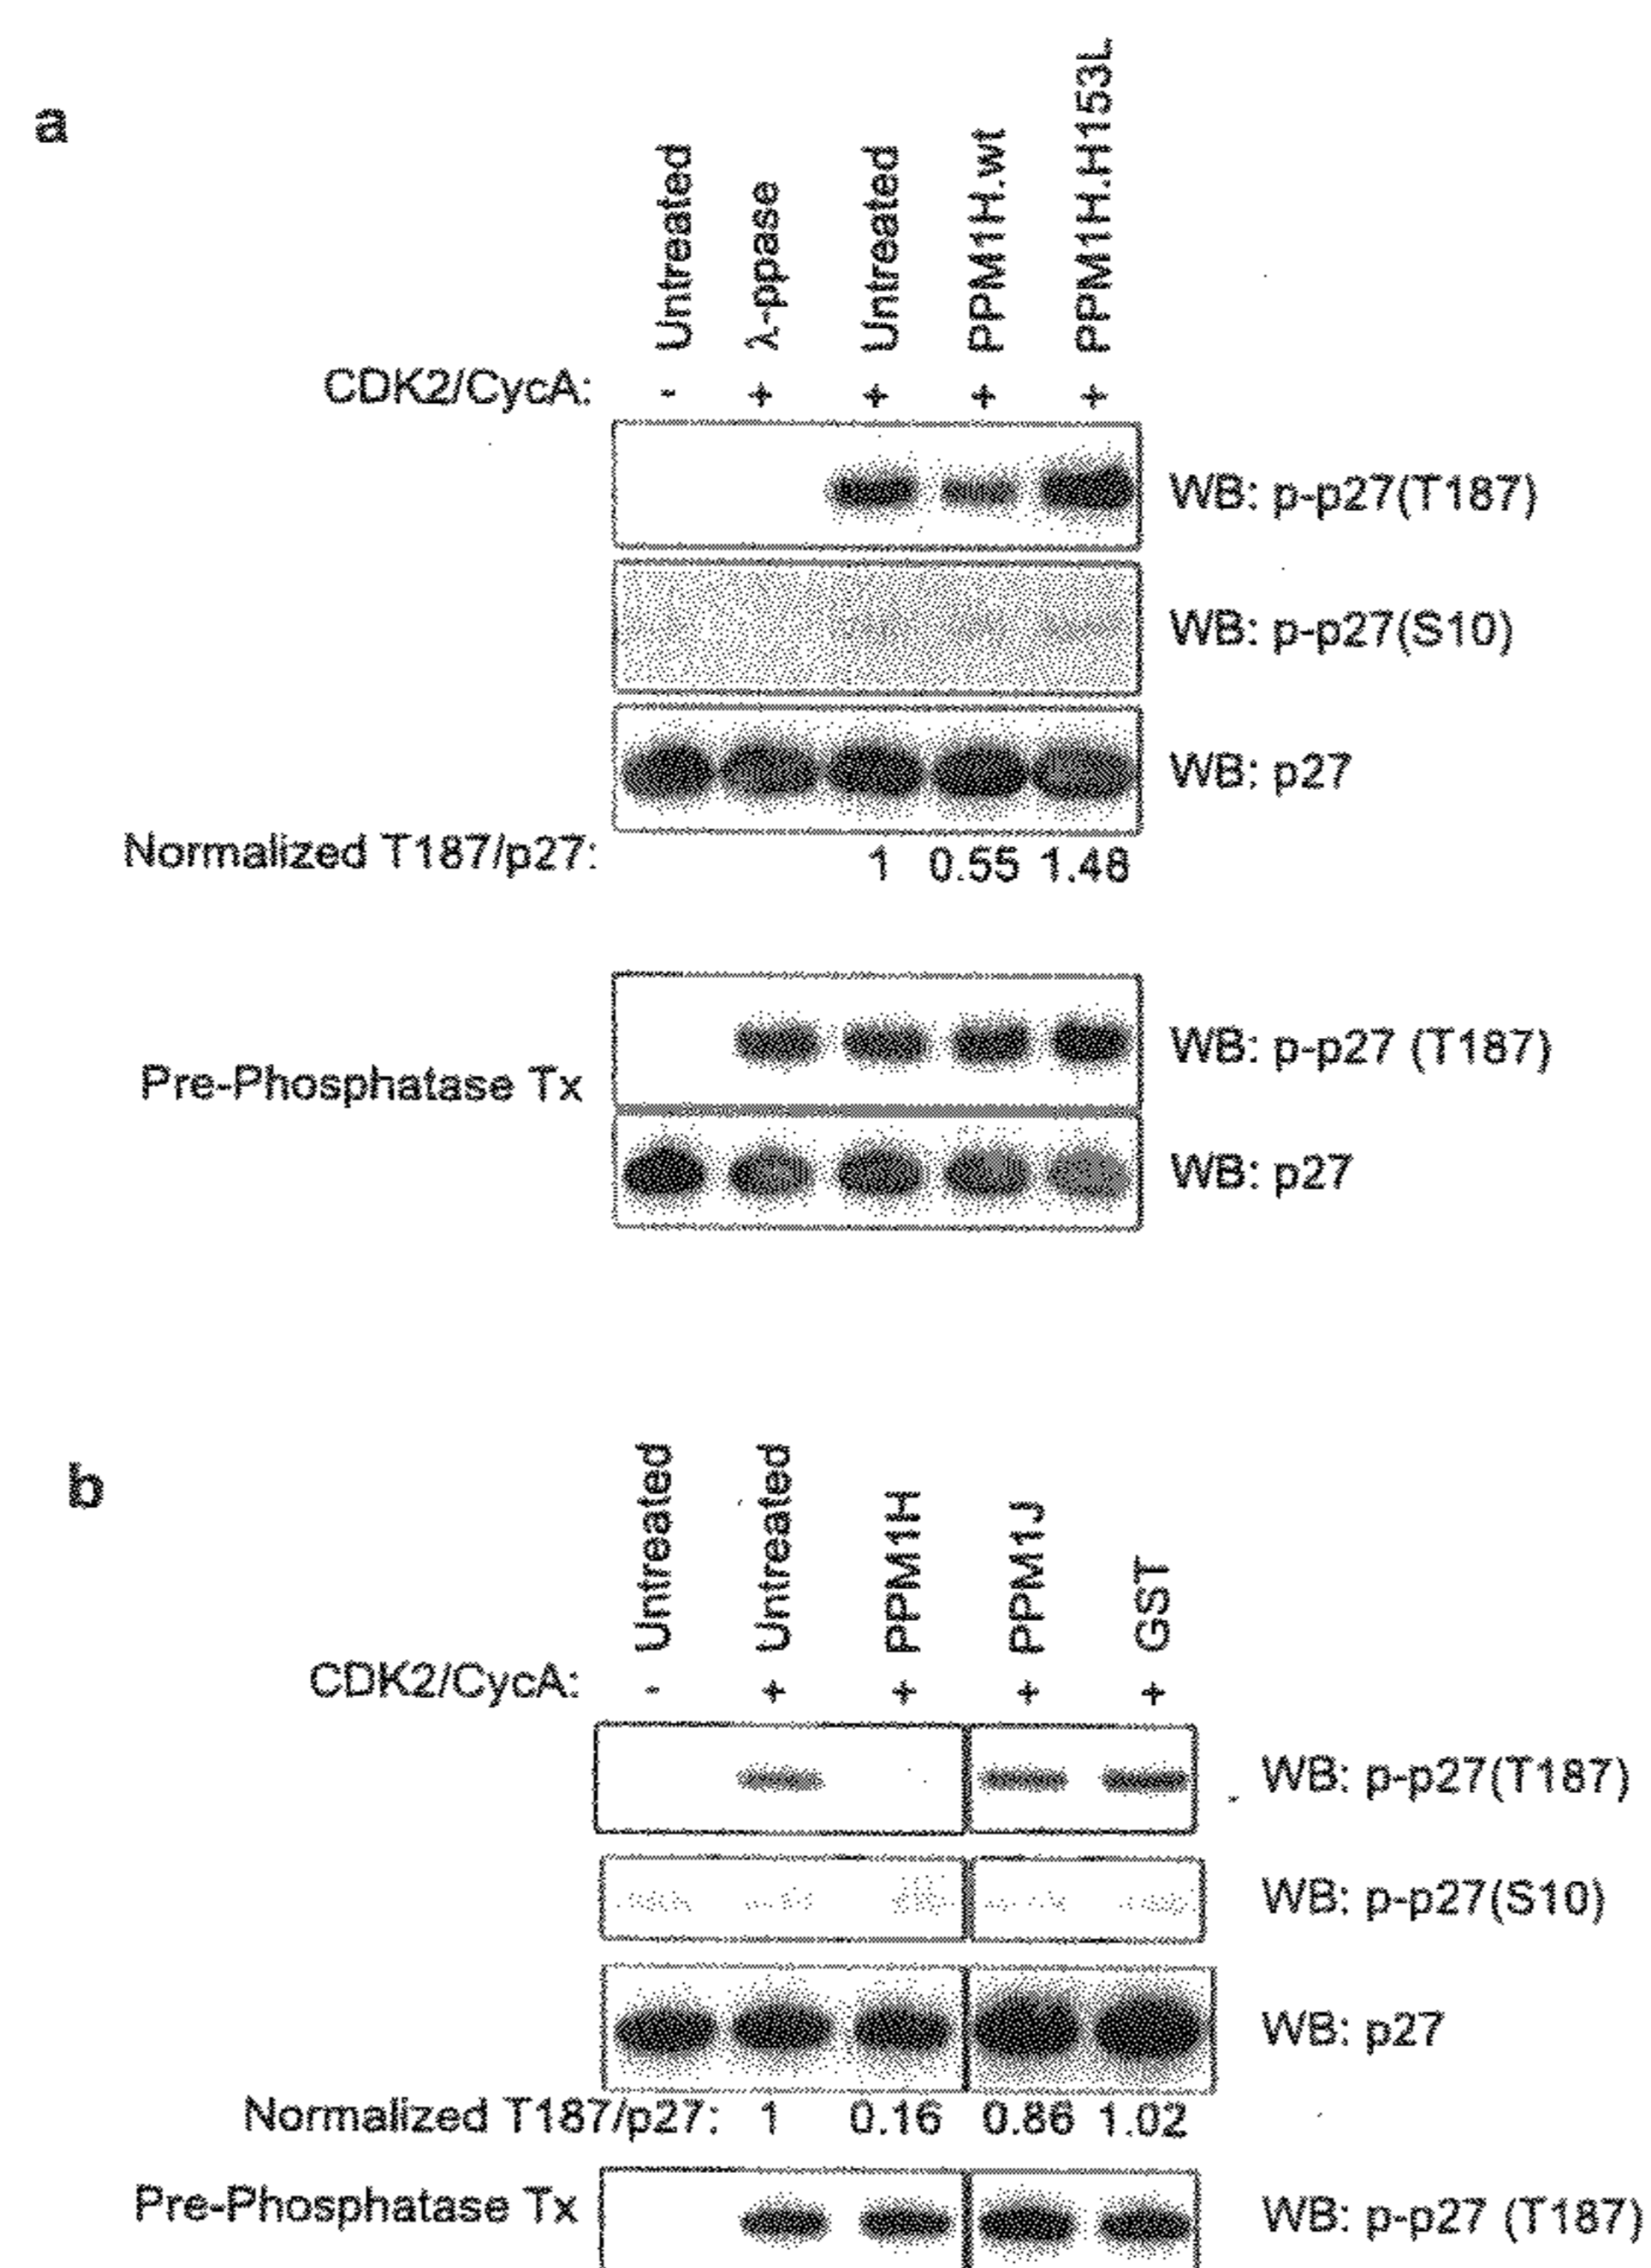 a
Untreated
λ-ppase
Untreated
PPM1H.wt
PPM1H.H153L
CDK2/CycA: - + + + +
WB: p-p27(T187)
WB: p-p27(S10)
WB: p27
Normalized T187/p27: 1 0.55 1.48
Pre-Phosphatase Tx
WB: p-p27 (T187)
WB: p27
b
Untreated
Untreated
PPM1H
PPM1J
GST
CDK2/CycA: - + + + +
WB: p-p27(T187)
WB: p-p27(S10)
WB: p27
Normalized T187/p27: 1 0.16 0.86 1.02
Pre-Phosphatase Tx
WB: p-p27 (T187)